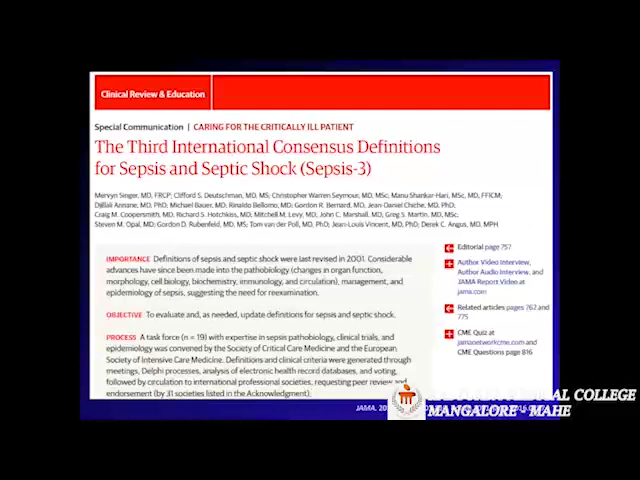 Clinical Review & Education
Special Communication | CARING FOR THE CRITICALLY ILL PATIENT
The Third International Consensus Definitions
for Sepsis and Septic Shock (Sepsis-3)
Mervyn Singer, MD, FRCP; Clifford S. Deutschman, MD, MS; Christopher Warren Seymour, MD, MSc; Manu Shankar-Hari, MSc, MD, FFICM;
Djillali Annane, MD, PhD; Michael Bauer, MD; Rinaldo Bellomo, MD; Gordon R. Bernard, MD; Jean-Daniel Chiche, MD, PhD;
Craig M. Coopersmith, MD; Richard S. Hotchkiss, MD; Mitchell M. Levy, MD; John C. Marshall, MD; Greg S. Martin, MD, MSc;
Steven M. Opal, MD; Gordon D. Rubenfeld, MD, MS; Tom van der Poll, MD, PhD; Jean-Louis Vincent, MD, PhD; Derek C. Angus, MD, MPH
IMPORTANCE Definitions of sepsis and septic shock were last revised in 2001. Considerable
advances have since been made into the pathobiology (changes in organ function,
morphology, cell biology, biochemistry, immunology, and circulation), management, and
epidemiology of sepsis, suggesting the need for reexamination.
OBJECTIVE To evaluate and, as needed, update definitions for sepsis and septic shock.
PROCESS A task force (n = 19) with expertise in sepsis pathobiology, clinical trials, and
epidemiology was convened by the Society of Critical Care Medicine and the European
Society of Intensive Care Medicine. Definitions and clinical criteria were generated through
meetings, Delphi processes, analysis of electronic health record databases, and voting,
followed by circulation to international professional societies, requesting peer review and
endorsement (by 31 societies listed in the Acknowledgment).
Editorial page 757
Author Video Interview,
Author Audio Interview, and
JAMA Report Video at
jama.com
Related articles pages 762 and
775
CME Quiz at
jamanetworkcme.com and
CME Questions page 816
JAMA.
COLLEGE
MANGALORE - MAHE